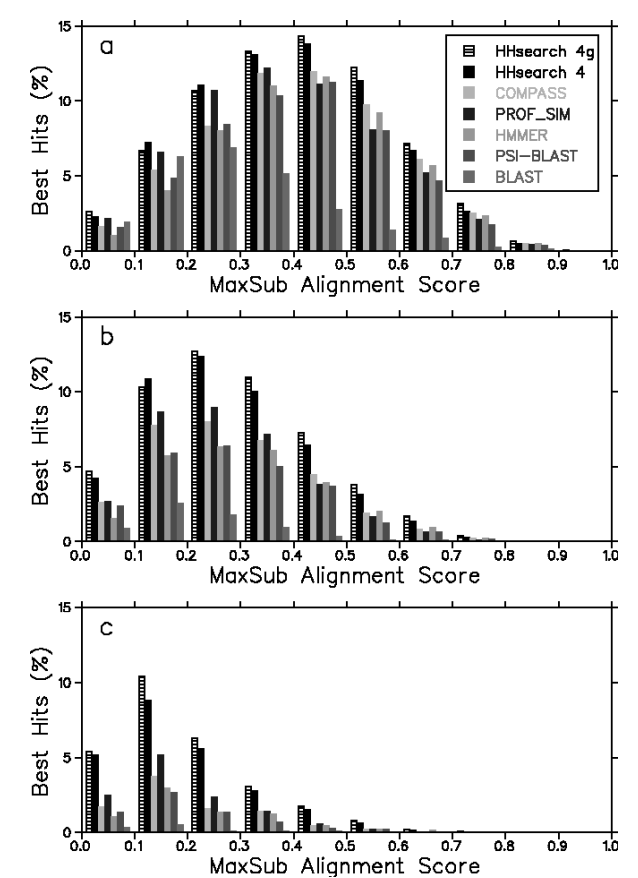 15
a
HHsearch 4g
HHsearch 4
COMPASS
PROF_SIM
HMMER
PSI-BLAST
BLAST
10
5
0
Best Hits (%)
0.0 0.1 0.2 0.3 0.4 0.5 0.6 0.7 0.8 0.9 1.0
MaxSub Alignment Score
15
b
10
5
0
Best Hits (%)
0.0 0.1 0.2 0.3 0.4 0.5 0.6 0.7 0.8 0.9 1.0
MaxSub Alignment Score
15
c
10
5
0
Best Hits (%)
0.0 0.1 0.2 0.3 0.4 0.5 0.6 0.7 0.8 0.9 1.0
MaxSub Alignment Score